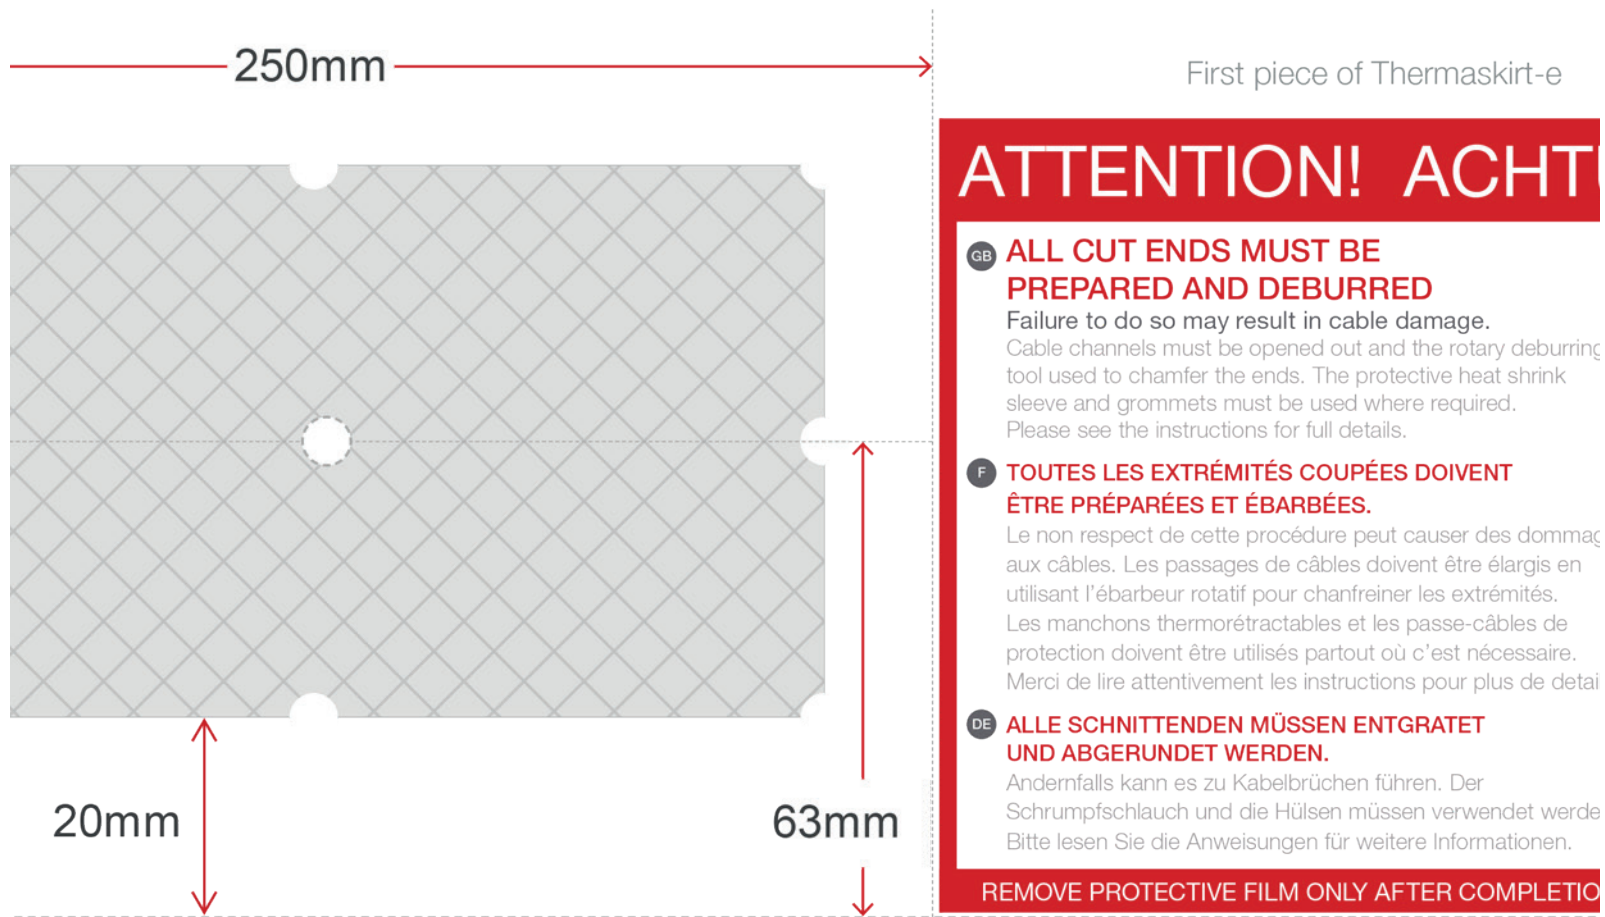 250mm
First piece of Thermaskirt-e
ATTENTION! ACHTU
GB ALL CUT ENDS MUST BE
PREPARED AND DEBURRED
Failure to do so may result in cable damage.
Cable channels must be opened out and the rotary deburring
tool used to chamfer the ends. The protective heat shrink
sleeve and grommets must be used where required.
Please see the instructions for full details.
F TOUTES LES EXTRÉMITÉS COUPÉES DOIVENT
ÊTRE PRÉPARÉES ET ÉBARBÉES.
Le non respect de cette procédure peut causer des dommag
aux câbles. Les passages de câbles doivent être élargis en
utilisant l'ébarbeur rotatif pour chanfreiner les extrémités.
Les manchons thermorétractables et les passe-câbles de
protection doivent être utilisés partout où c'est nécessaire.
Merci de lire attentivement les instructions pour plus de detai
DE ALLE SCHNITTENDEN MÜSSEN ENTGRATET
UND ABGERUNDET WERDEN.
Andernfalls kann es zu Kabelbrüchen führen. Der
Schrumpfschlauch und die Hülsen müssen verwendet werde
Bitte lesen Sie die Anweisungen für weitere Informationen.
REMOVE PROTECTIVE FILM ONLY AFTER COMPLETIO
20mm
63mm